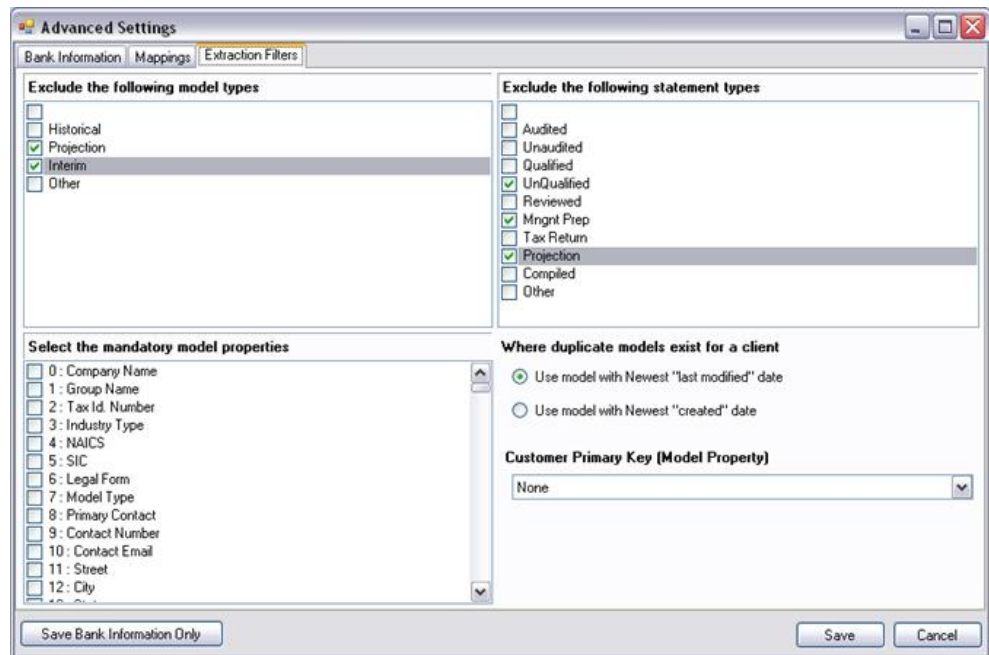 Advanced Settings
Bank Information
Mappings
Extraction Filters
Exclude the following model types
Historical
Projection
Interim
Other
Exclude the following statement types
Audited
Unaudited
Qualified
UnQualified
Reviewed
Mngnt Prep
Tax Return
Projection
Compiled
Other
Select the mandatory model properties
0 : Company Name
1 : Group Name
2 : Tax Id. Number
3 : Industry Type
4 : NAICS
5 : SIC
6 : Legal Form
7 : Model Type
8 : Primary Contact
9 : Contact Number
10 : Contact Email
11 : Street
12 : City
Where duplicate models exist for a client
Use model with Newest "last modified" date
Use model with Newest "created" date
Customer Primary Key (Model Property)
None
Save Bank Information Only
Save
Cancel